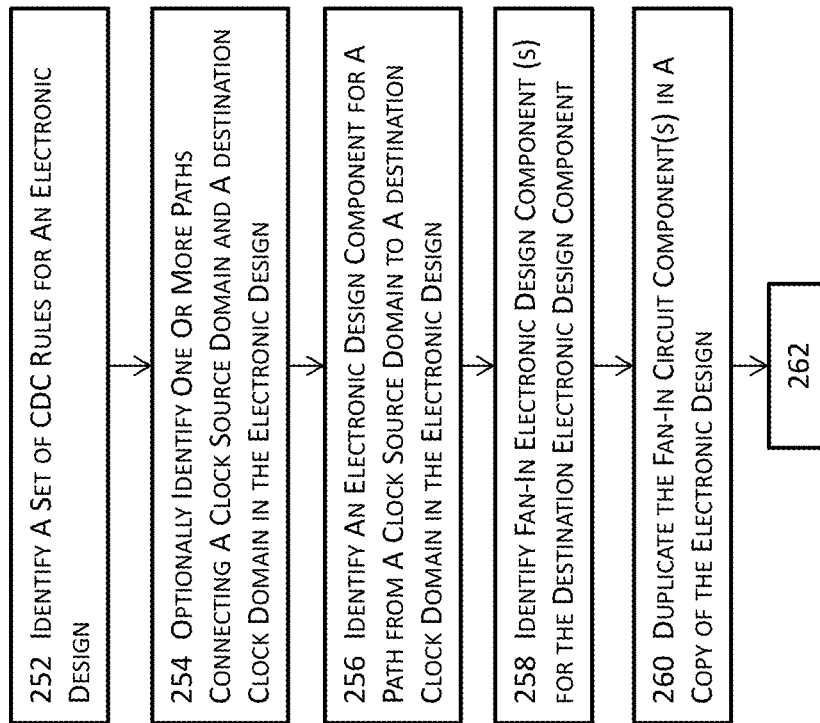 252 IDENTIFY A SET OF CDC RULES FOR AN ELECTRONIC
DESIGN
254 OPTIONALLY IDENTIFY ONE OR MORE PATHS
CONNECTING A CLOCK SOURCE DOMAIN AND A DESTINATION
CLOCK DOMAIN IN THE ELECTRONIC DESIGN
256 IDENTIFY AN ELECTRONIC DESIGN COMPONENT FOR A
PATH FROM A CLOCK SOURCE DOMAIN TO A DESTINATION
CLOCK DOMAIN IN THE ELECTRONIC DESIGN
258 IDENTIFY FAN-IN ELECTRONIC DESIGN COMPONENT (S)
FOR THE DESTINATION ELECTRONIC DESIGN COMPONENT
260 DUPLICATE THE FAN-IN CIRCUIT COMPONENT(S) IN A
COPY OF THE ELECTRONIC DESIGN
262